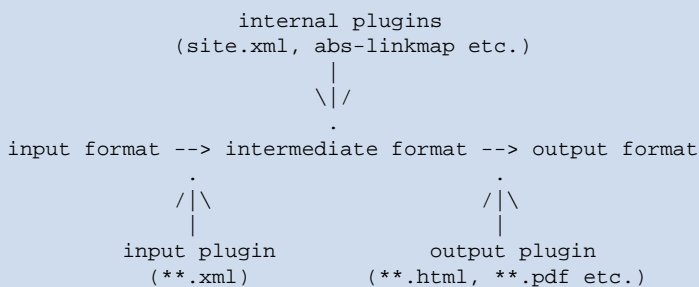 internal plugins
(site.xml, abs-linkmap etc.)
|
\|/
.
input format --> intermediate format --> output format
. .
/|\ /|\
| |
input plugin output plugin
(**.xml) (**.html, **.pdf etc.)